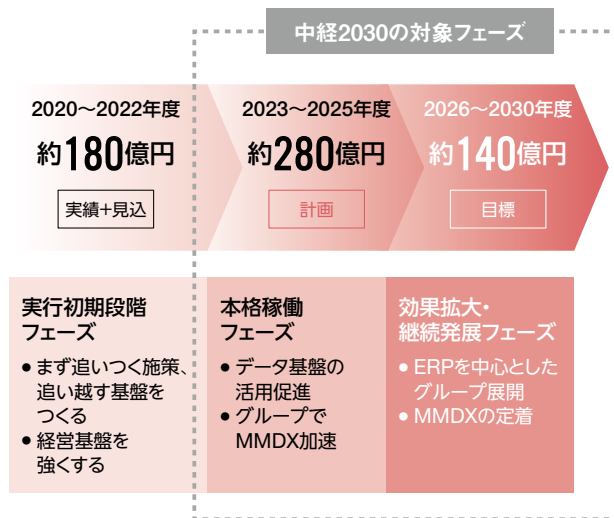 中経2030の対象フェーズ
2020～2022年度
約180億円
実績+見込
2023～2025年度
約280億円
計画
2026～2030年度
約140億円
目標
実行初期段階
フェーズ
● まず追いつく施策、
追い越す基盤を
つくる
● 経営基盤を
強くする
本格稼働
フェーズ
● データ基盤の
活用促進
● グループで
MMDX加速
効果拡大・
継続発展フェーズ
● ERPを中心とした
グループ展開
● MMDXの定着